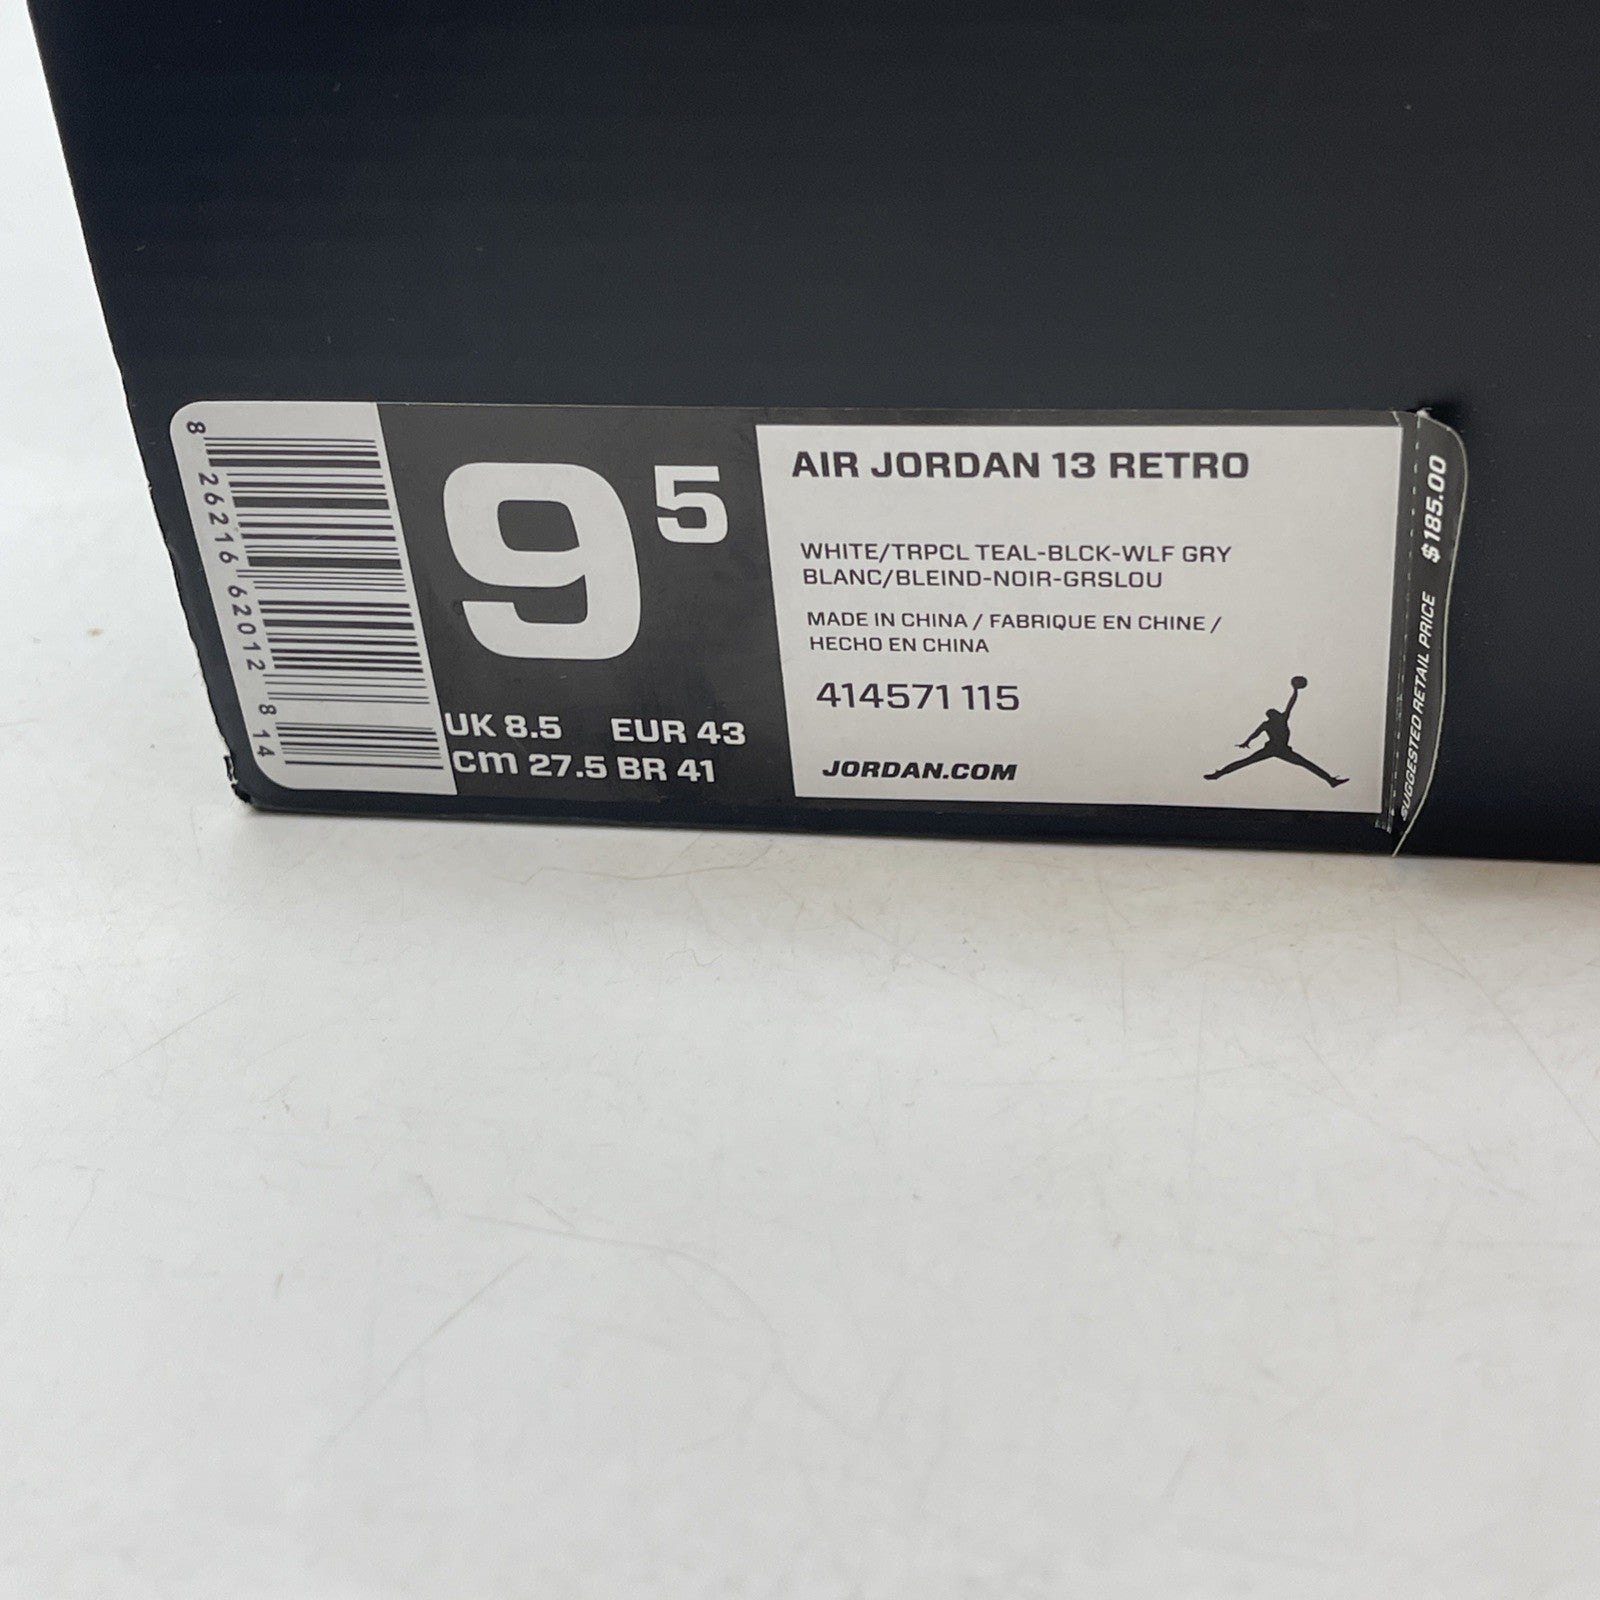 8 26216 62012 8 14
9 5
UK 8.5 EUR 43
cm 27.5 BR 41
AIR JORDAN 13 RETRO
WHITE/TRPCL TEAL-BLCK-WLF GRY
BLANC/BLEIND-NOIR-GRSLOU
MADE IN CHINA / FABRIQUE EN CHINE /
HECHO EN CHINA
414571 115
JORDAN.COM
SUGGESTED RETAIL PRICE $185.00